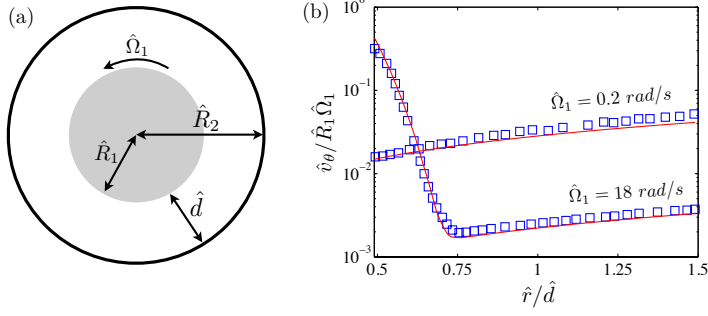 (a)
Ω̂₁
R̂₂
R̂₁
d̂
(b)
10⁰
10⁻¹
10⁻²
10⁻³
v̂_θ/R̂₁Ω̂₁
Ω̂₁ = 0.2 rad/s
Ω̂₁ = 18 rad/s
0.5 0.75 1 1.25 1.5
r̂/d̂